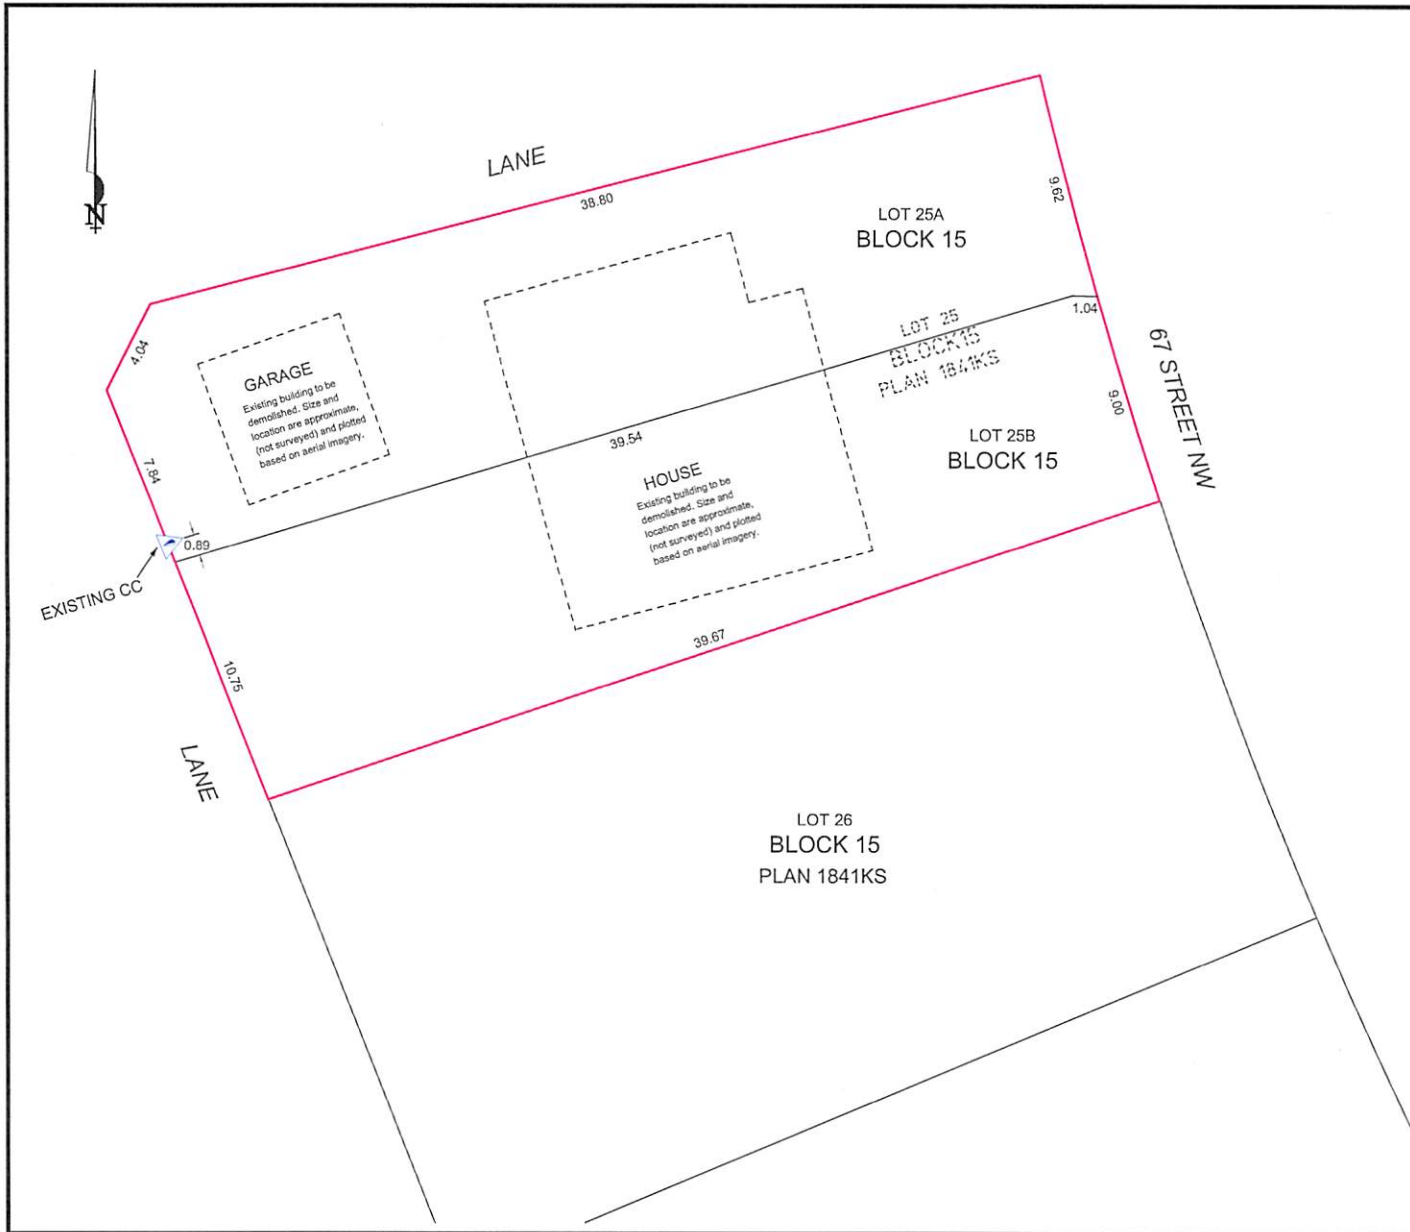 N
LANE
38.80
9.62
LOT 25A
BLOCK 15
4.04
GARAGE
Existing building to be
demolished. Size and
location are approximate,
(not surveyed) and plotted
based on aerial imagery.
LOT 25
BLOCK15
PLAN 1841KS
1.04
67 STREET NW
9.00
7.84
39.54
LOT 25B
BLOCK 15
HOUSE
Existing building to be
demolished. Size and
location are approximate,
(not surveyed) and plotted
based on aerial imagery.
0.89
EXISTING CC
39.67
10.75
LANE
LOT 26
BLOCK 15
PLAN 1841KS